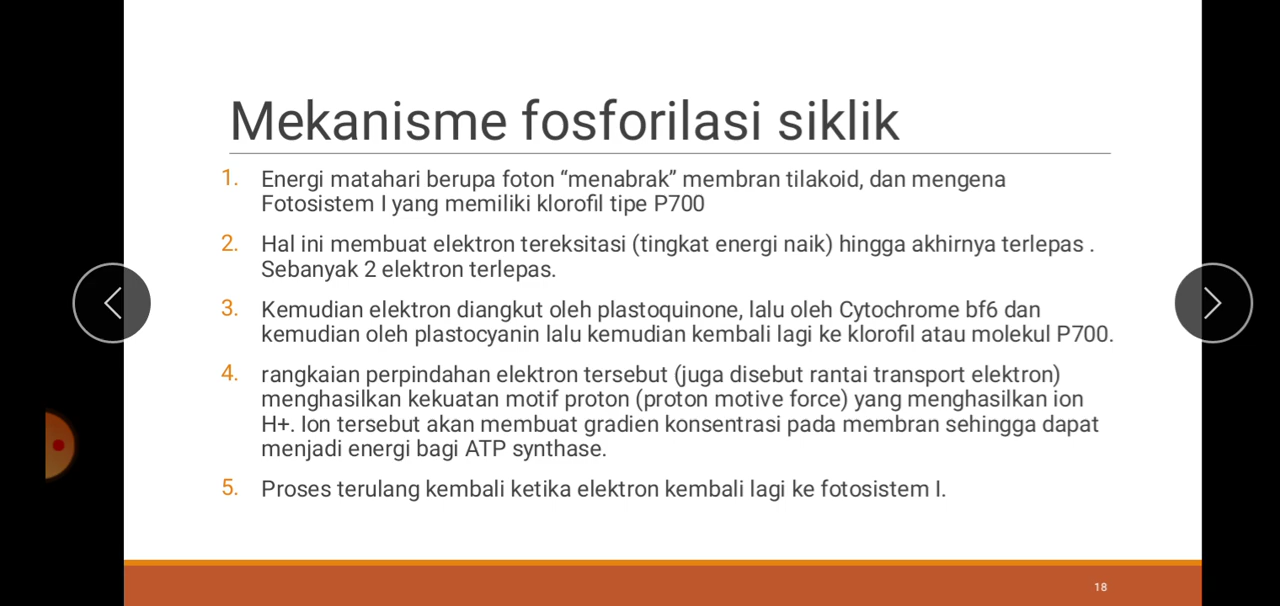 Mekanisme fosforilasi siklik
1. Energi matahari berupa foton “menabrak” membran tilakoid, dan mengena
Fotosistem I yang memiliki klorofil tipe P700
2. Hal ini membuat elektron tereksitasi (tingkat energi naik) hingga akhirnya terlepas .
Sebanyak 2 elektron terlepas.
3. Kemudian elektron diangkut oleh plastoquinone, lalu oleh Cytochrome bf6 dan
kemudian oleh plastocyanin lalu kemudian kembali lagi ke klorofil atau molekul P700.
4. rangkaian perpindahan elektron tersebut (juga disebut rantai transport elektron)
menghasilkan kekuatan motif proton (proton motive force) yang menghasilkan ion
H+. Ion tersebut akan membuat gradien konsentrasi pada membran sehingga dapat
menjadi energi bagi ATP synthase.
5. Proses terulang kembali ketika elektron kembali lagi ke fotosistem I.
18